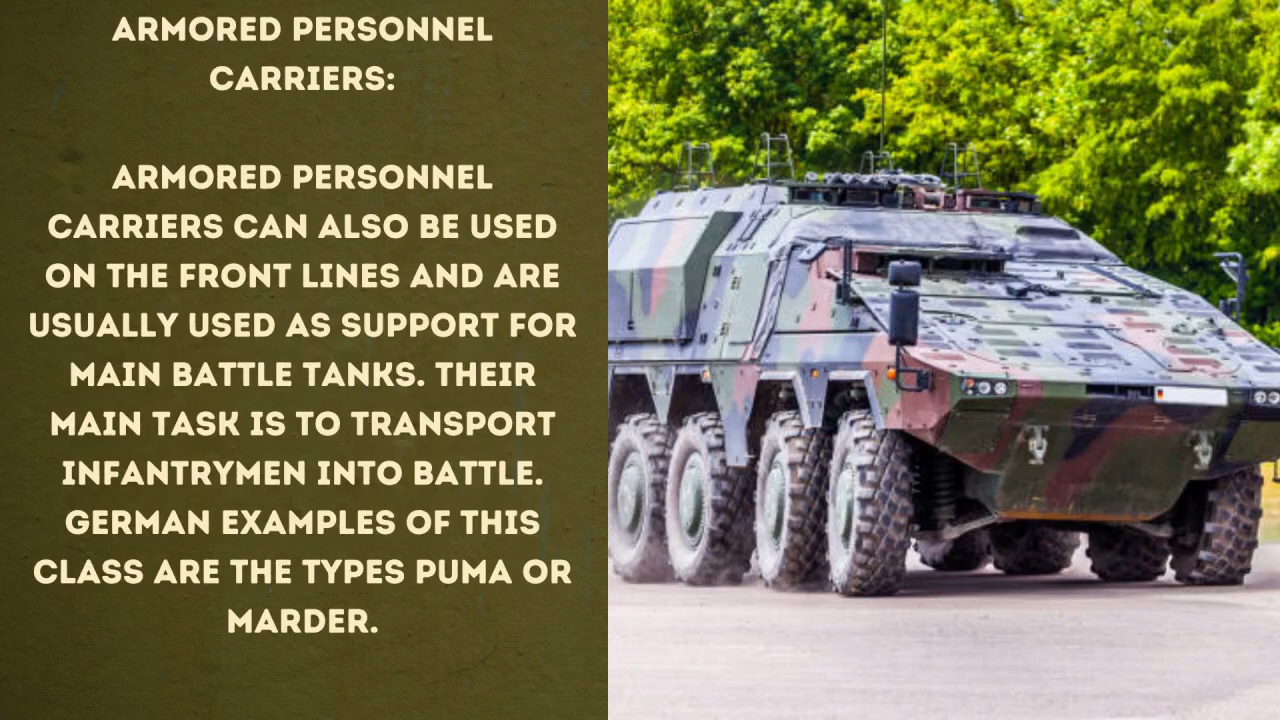 ARMORED PERSONNEL
CARRIERS:
ARMORED PERSONNEL
CARRIERS CAN ALSO BE USED
ON THE FRONT LINES AND ARE
USUALLY USED AS SUPPORT FOR
MAIN BATTLE TANKS. THEIR
MAIN TASK IS TO TRANSPORT
INFANTRYMEN INTO BATTLE.
GERMAN EXAMPLES OF THIS
CLASS ARE THE TYPES PUMA OR
MARDER.